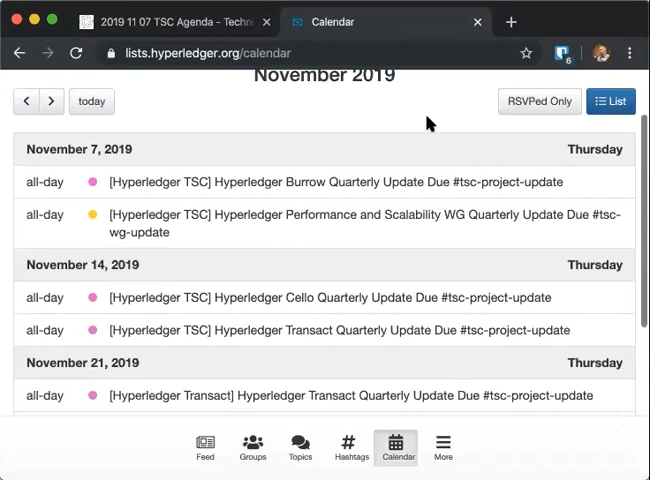 2019 11 07 TSC Agenda - Techni
Calendar
lists.hyperledger.org/calendar
6
November 2019
today
RSVPed Only
List
November 7, 2019 Thursday
all-day [Hyperledger TSC] Hyperledger Burrow Quarterly Update Due #tsc-project-update
all-day [Hyperledger TSC] Hyperledger Performance and Scalability WG Quarterly Update Due #tsc-
wg-update
November 14, 2019 Thursday
all-day [Hyperledger TSC] Hyperledger Cello Quarterly Update Due #tsc-project-update
all-day [Hyperledger TSC] Hyperledger Transact Quarterly Update Due #tsc-project-update
November 21, 2019 Thursday
all-day [Hyperledger Transact] Hyperledger Transact Quarterly Update Due #tsc-project-update
Feed Groups Topics Hashtags Calendar More